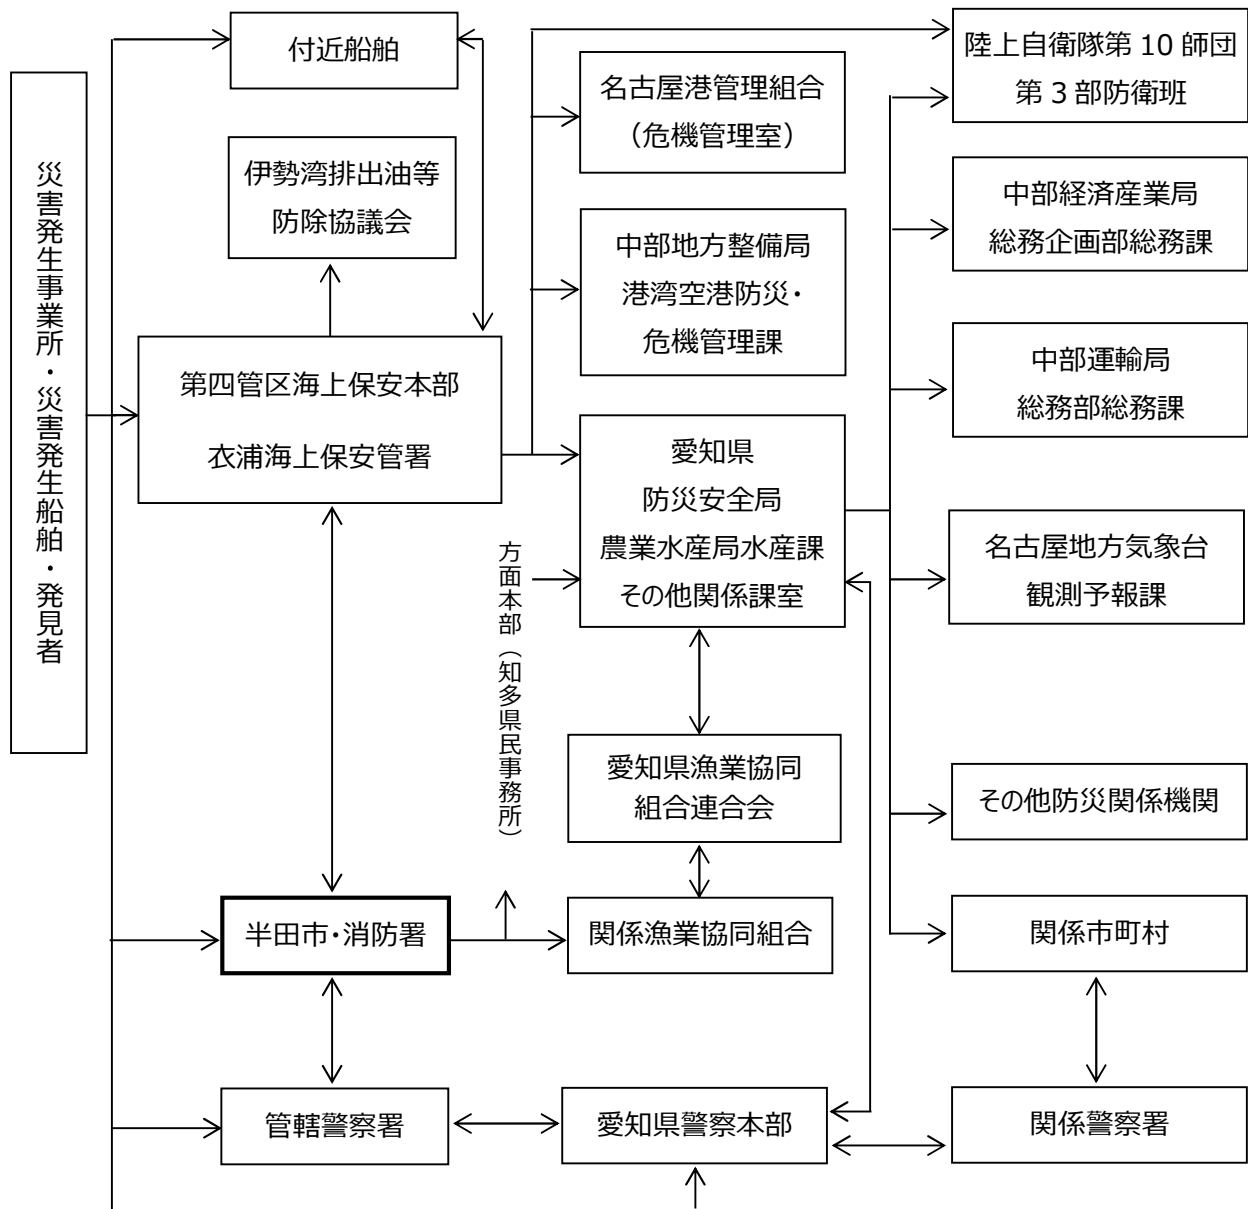 災害発生事業所・災害発生船舶・発見者
付近船舶
伊勢湾排出油等
防除協議会
第四管区海上保安本部
衣浦海上保安管署
半田市・消防署
管轄警察署
方面本部（知多県民事務所）
名古屋港管理組合
（危機管理室）
中部地方整備局
港湾空港防災・
危機管理課
愛知県
防災安全局
農業水産局水産課
その他関係課室
愛知県漁業協同
組合連合会
関係漁業協同組合
愛知県警察本部
陸上自衛隊第 10 師団
第 3 部防衛班
中部経済産業局
総務企画部総務課
中部運輸局
総務部総務課
名古屋地方気象台
観測予報課
その他防災関係機関
関係市町村
関係警察署